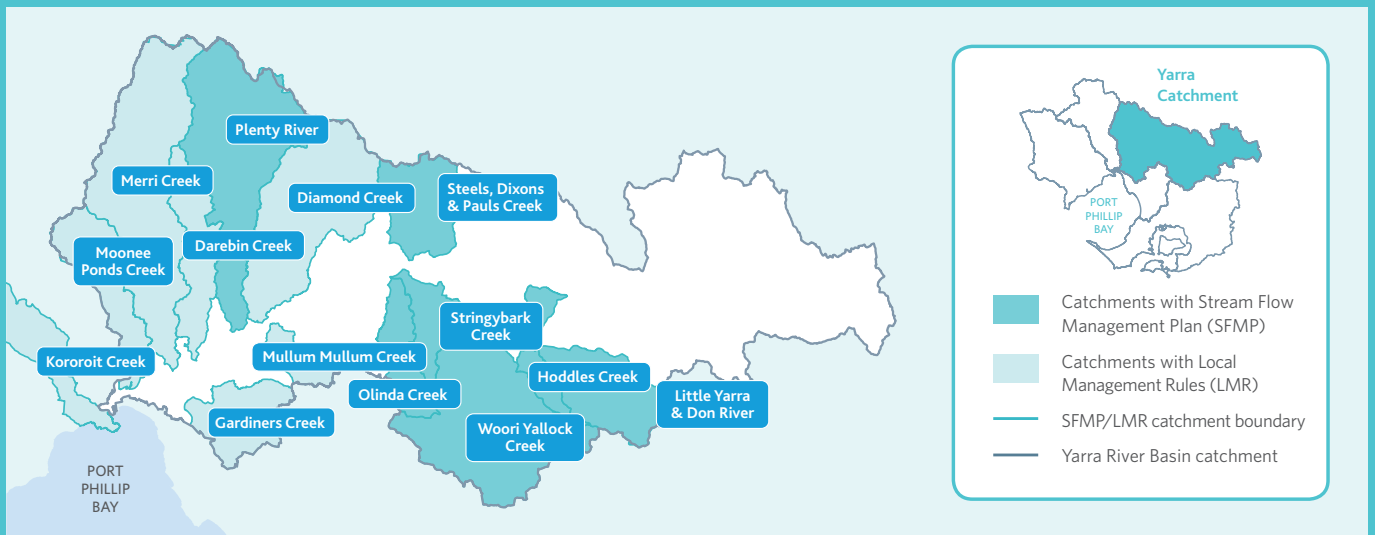 Plenty River
Merri Creek
Diamond Creek
Steels, Dixons
& Pauls Creek
Darebin Creek
Moonee
Ponds Creek
Stringybark
Creek
Kororoit Creek
Mullum Mullum Creek
Hoddles Creek
Olinda Creek
Little Yarra
& Don River
Gardiners Creek
Woori Yallock
Creek
PORT
PHILLIP
BAY
Yarra
Catchment
PORT
PHILLIP
BAY
Catchments with Stream Flow
Management Plan (SFMP)
Catchments with Local
Management Rules (LMR)
SFMP/LMR catchment boundary
Yarra River Basin catchment